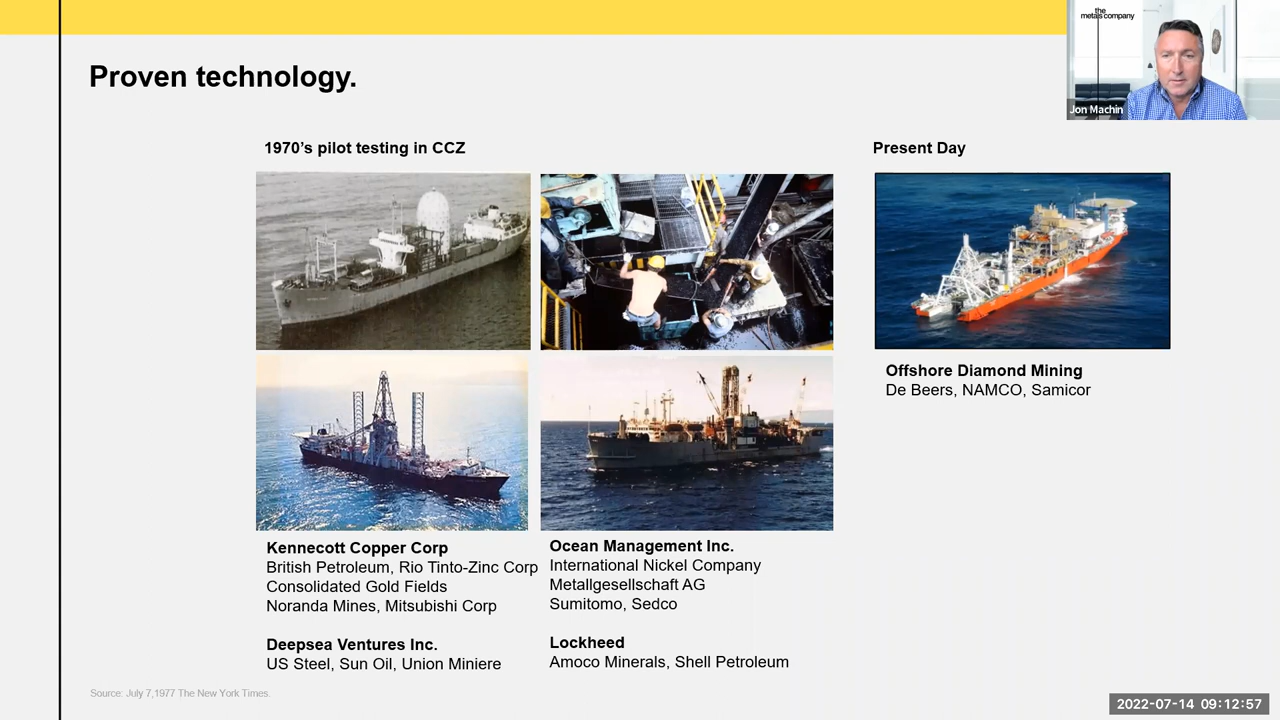 the
metals company
Jon Machin
Proven technology.
1970's pilot testing in CCZ
Present Day
Offshore Diamond Mining
De Beers, NAMCO, Samicor
Kennecott Copper Corp
British Petroleum, Rio Tinto-Zinc Corp
Consolidated Gold Fields
Noranda Mines, Mitsubishi Corp
Deepsea Ventures Inc.
US Steel, Sun Oil, Union Miniere
Ocean Management Inc.
International Nickel Company
Metallgesellschaft AG
Sumitomo, Sedco
Lockheed
Amoco Minerals, Shell Petroleum
Source: July 7,1977 The New York Times.
2022-07-14 09:12:57